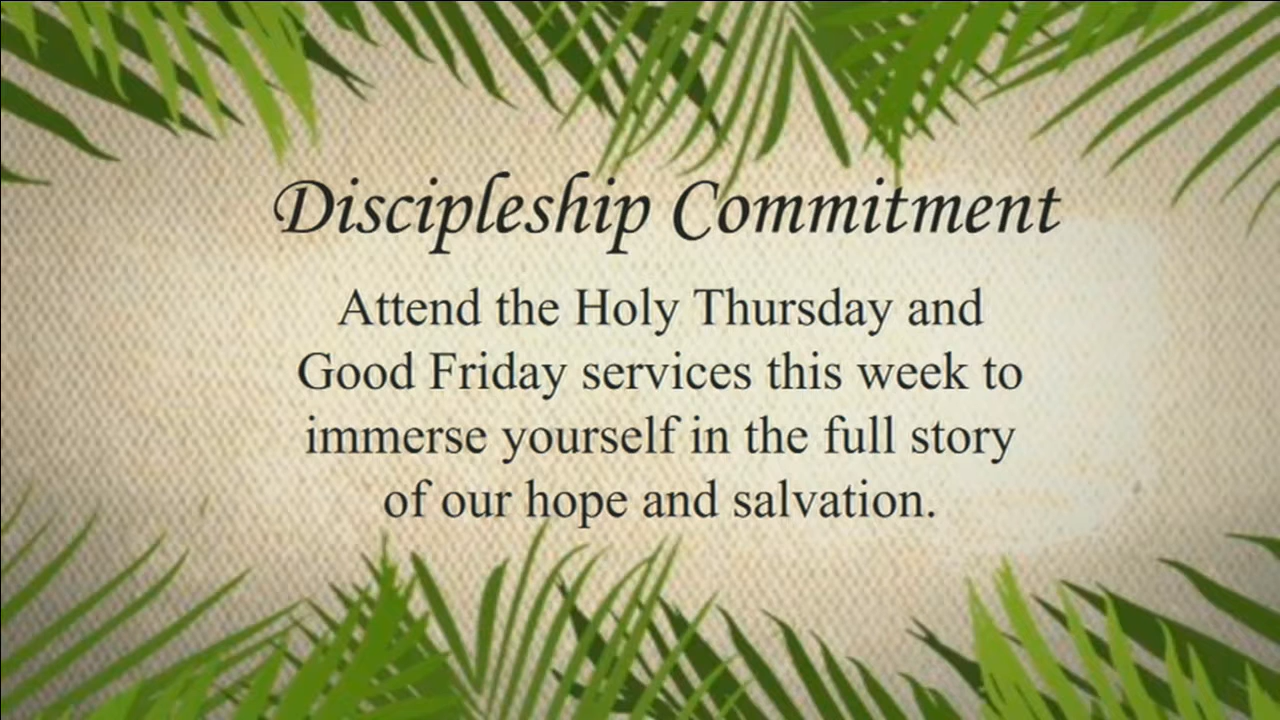 Discipleship Commitment
Attend the Holy Thursday and
Good Friday services this week to
immerse yourself in the full story
of our hope and salvation.